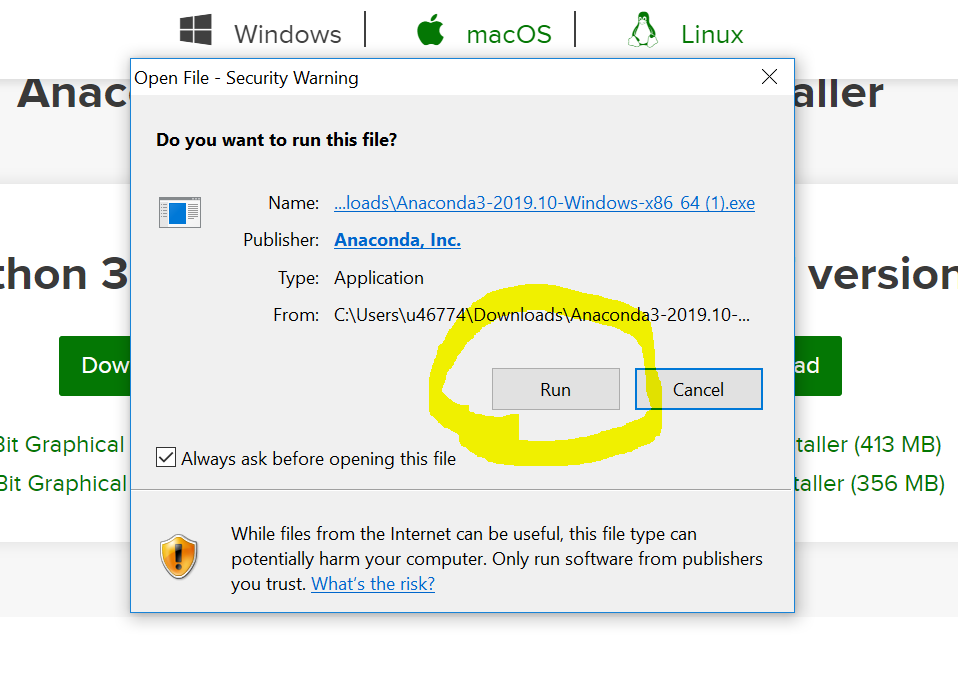 Windows macOS Linux
Open File - Security Warning
Anac aller
Do you want to run this file?
Name: ...loads\Anaconda3-2019.10-Windows-x86_64 (1).exe
Publisher: Anaconda, Inc.
thon 3 version
Type: Application
From: C:\Users\u46774\Downloads\Anaconda3-2019.10-...
Dow ad
Run Cancel
Bit Graphical taller (413 MB)
Always ask before opening this file
Bit Graphical taller (356 MB)
While files from the Internet can be useful, this file type can
potentially harm your computer. Only run software from publishers
you trust. What's the risk?